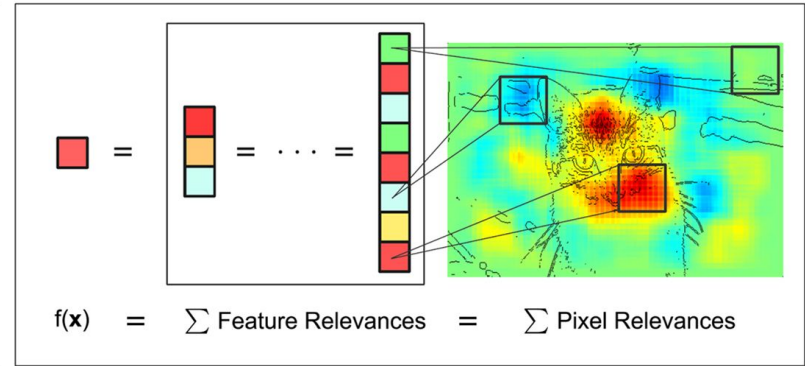 = = · · · =
f(x) = ∑ Feature Relevances = ∑ Pixel Relevances